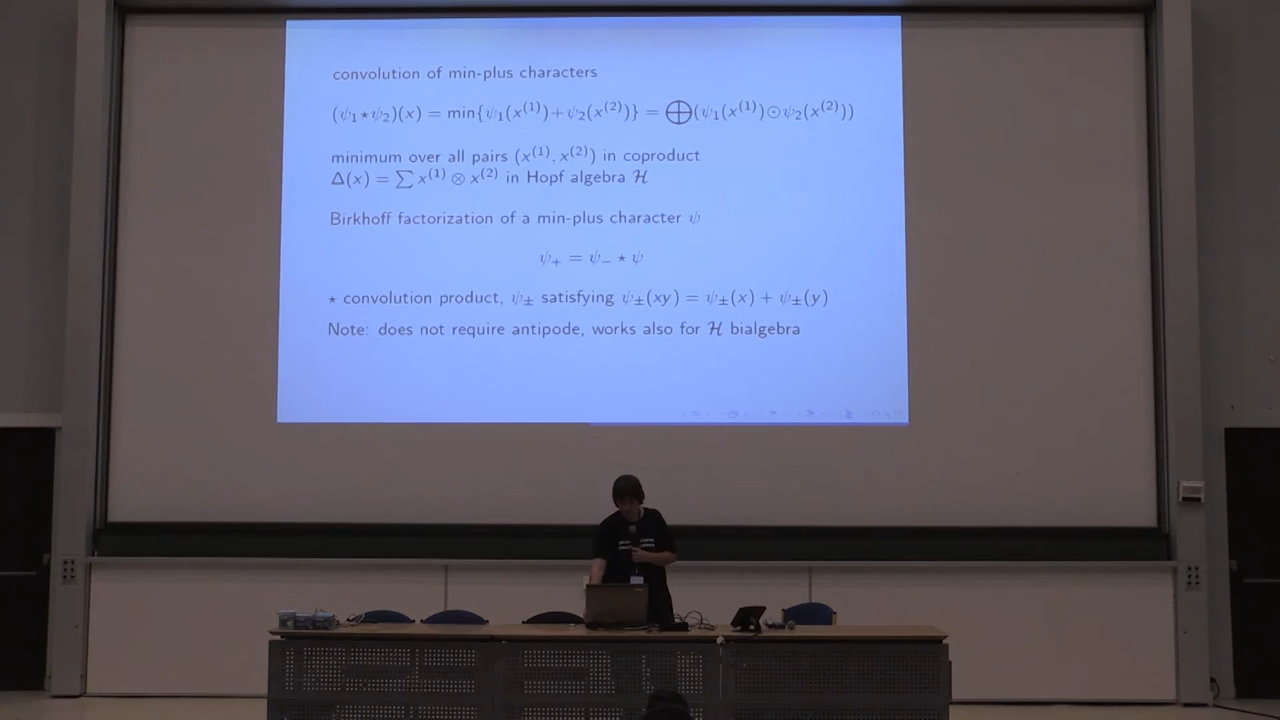 convolution of min-plus characters
(ψ₁ ⋆ ψ₂)(x) = min{ψ₁(x⁽¹⁾) + ψ₂(x⁽²⁾)} = ⨁(ψ₁(x⁽¹⁾) ⊙ ψ₂(x⁽²⁾))
minimum over all pairs (x⁽¹⁾, x⁽²⁾) in coproduct
Δ(x) = ∑ x⁽¹⁾ ⊗ x⁽²⁾ in Hopf algebra ℋ
Birkhoff factorization of a min-plus character ψ
ψ₊ = ψ₋ ⋆ ψ
⋆ convolution product, ψ± satisfying ψ±(xy) = ψ±(x) + ψ±(y)
Note: does not require antipode, works also for ℋ bialgebra